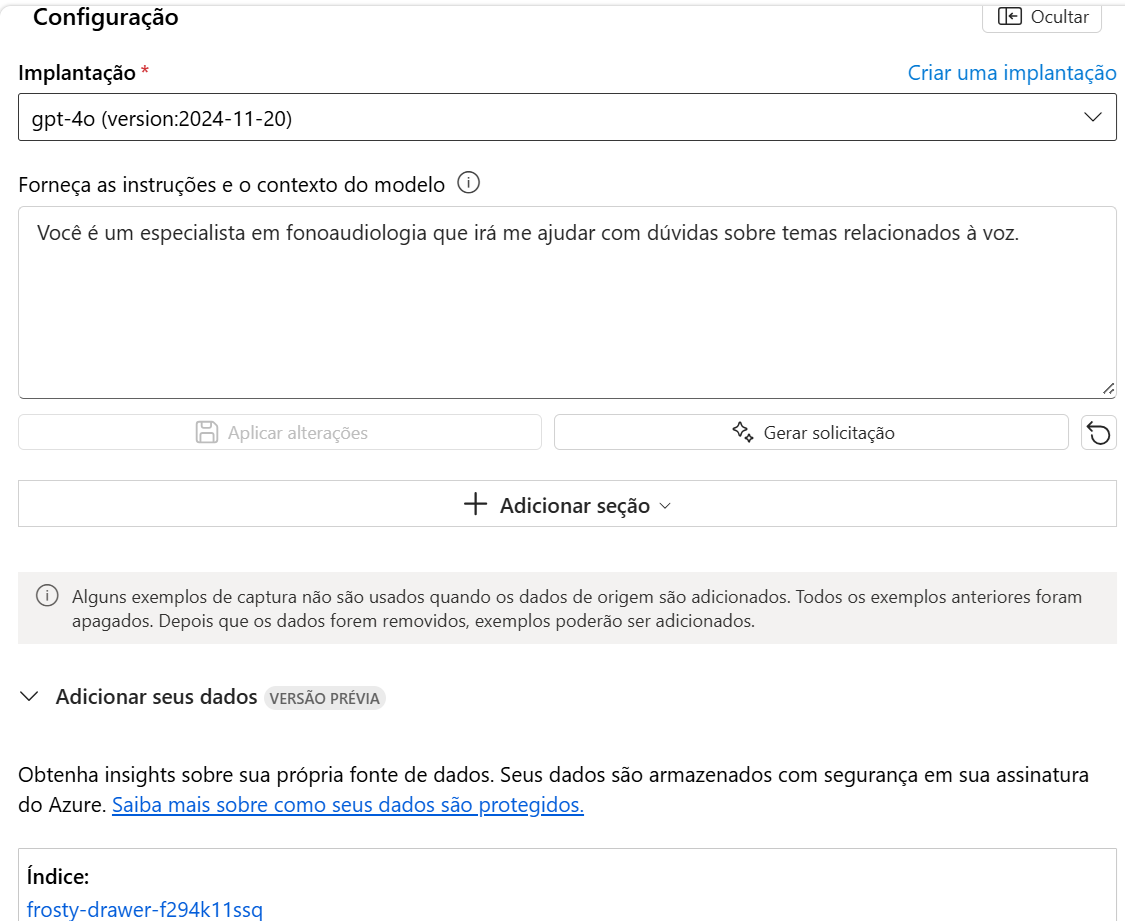 Configuração
Ocultar
Implantação *
Criar uma implantação
gpt-4o (version:2024-11-20)
Forneça as instruções e o contexto do modelo
Você é um especialista em fonoaudiologia que irá me ajudar com dúvidas sobre temas relacionados à voz.
Aplicar alterações
Gerar solicitação
Adicionar seção
Alguns exemplos de captura não são usados quando os dados de origem são adicionados. Todos os exemplos anteriores foram
apagados. Depois que os dados forem removidos, exemplos poderão ser adicionados.
Adicionar seus dados VERSÃO PRÉVIA
Obtenha insights sobre sua própria fonte de dados. Seus dados são armazenados com segurança em sua assinatura
do Azure. Saiba mais sobre como seus dados são protegidos.
Índice:
frosty-drawer-f294k11ssq